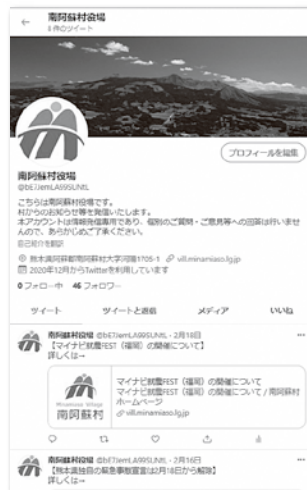 南阿蘇村役場
6 件のツイート
プロフィールを編集
南阿蘇村役場
こちらは南阿蘇村役場です。
村からのお知らせ等を発信いたします。
本アカウントは情報発信専用であり、個別のご質問・ご意見等への回答は行いませ
んので、あらかじめご了承ください。
自己紹介を翻訳
熊本県阿蘇郡南阿蘇村大字河陽1705-1 vill.minamiaso.lg.jp
2020年12月からTwitterを利用しています
0 フォロー中 46 フォロワー
ツイート ツイートと返信 メディア いいね
南阿蘇村役場 · 2月18日
【マイナビ就農FEST（福岡）の開催について】
詳しくは→
南阿蘇村
マイナビ就農FEST（福岡）の開催について
マイナビ就農FEST（福岡）の開催について / 南阿蘇村
ホームページ
vill.minamiaso.lg.jp
南阿蘇村役場 · 2月16日
【熊本県独自の緊急事態宣言は2月18日から解除】
詳しくは→